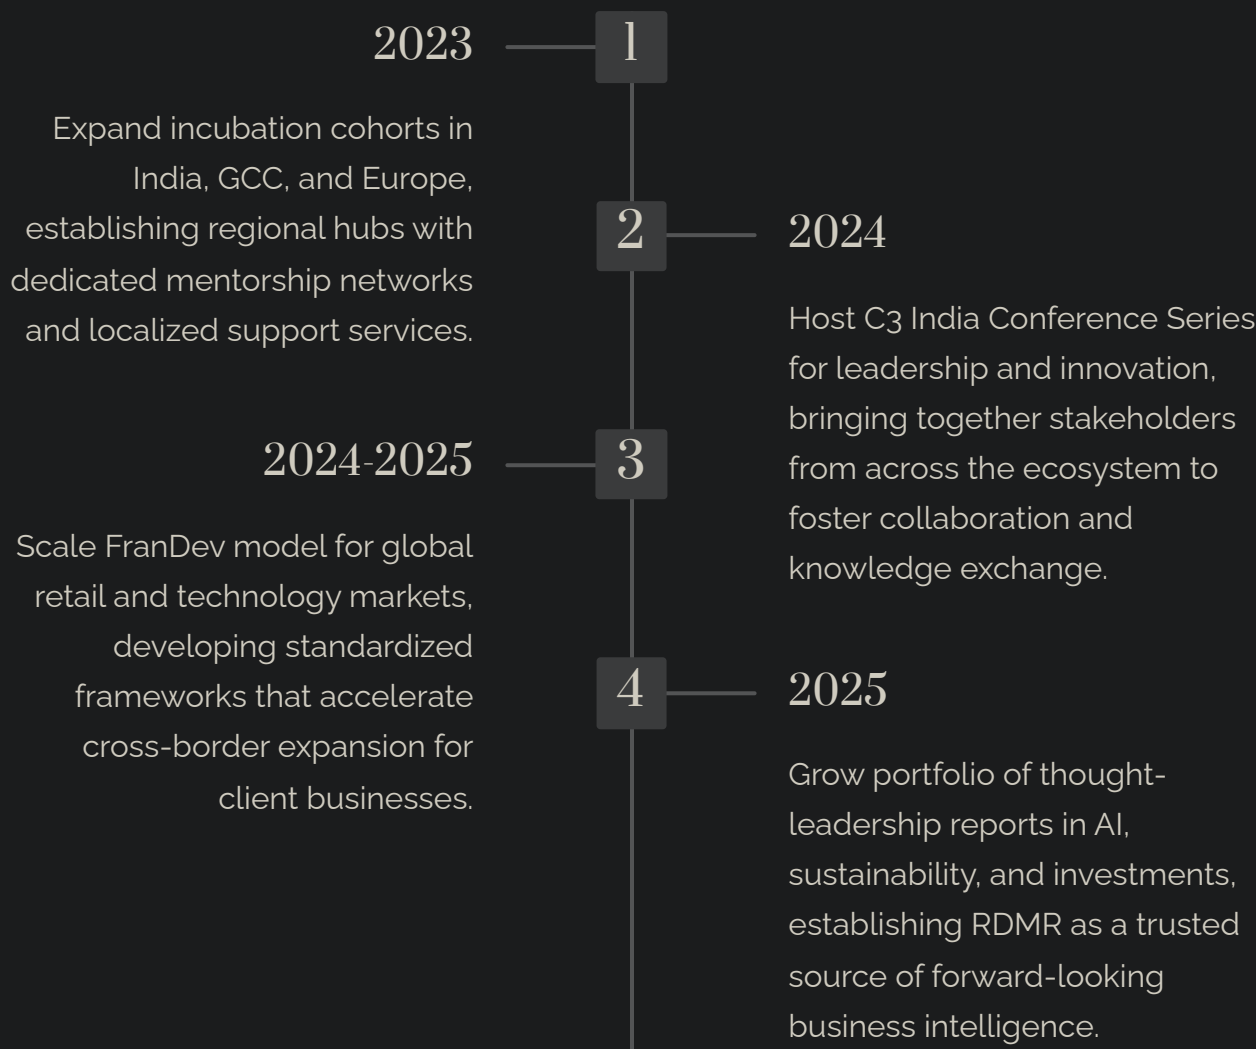 2023
1
Expand incubation cohorts in
India, GCC, and Europe,
establishing regional hubs with
dedicated mentorship networks
and localized support services.
2
2024
Host C3 India Conference Series
for leadership and innovation,
bringing together stakeholders
from across the ecosystem to
foster collaboration and
knowledge exchange.
2024-2025
3
Scale FranDev model for global
retail and technology markets,
developing standardized
frameworks that accelerate
cross-border expansion for
client businesses.
4
2025
Grow portfolio of thought-
leadership reports in AI,
sustainability, and investments,
establishing RDMR as a trusted
source of forward-looking
business intelligence.